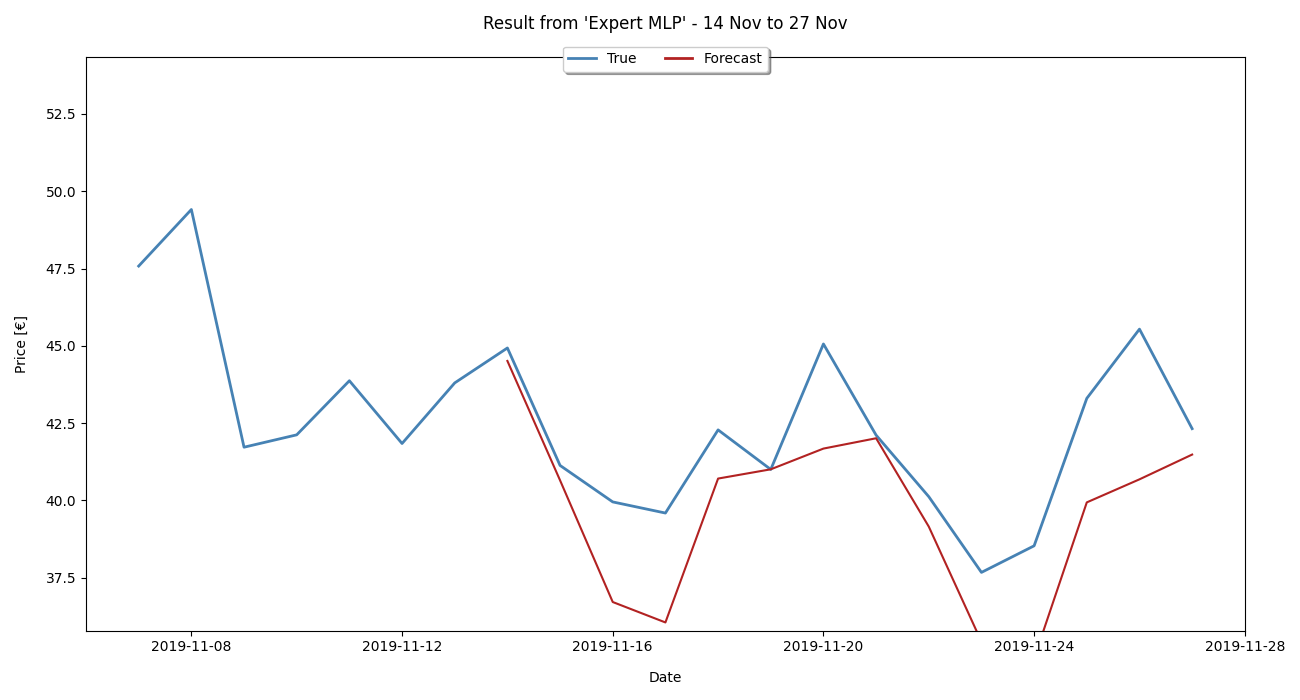 Result from 'Expert MLP' - 14 Nov to 27 Nov
True Forecast
52.5
50.0
47.5
45.0
42.5
40.0
37.5
Price [€]
2019-11-08 2019-11-12 2019-11-16 2019-11-20 2019-11-24 2019-11-28
Date